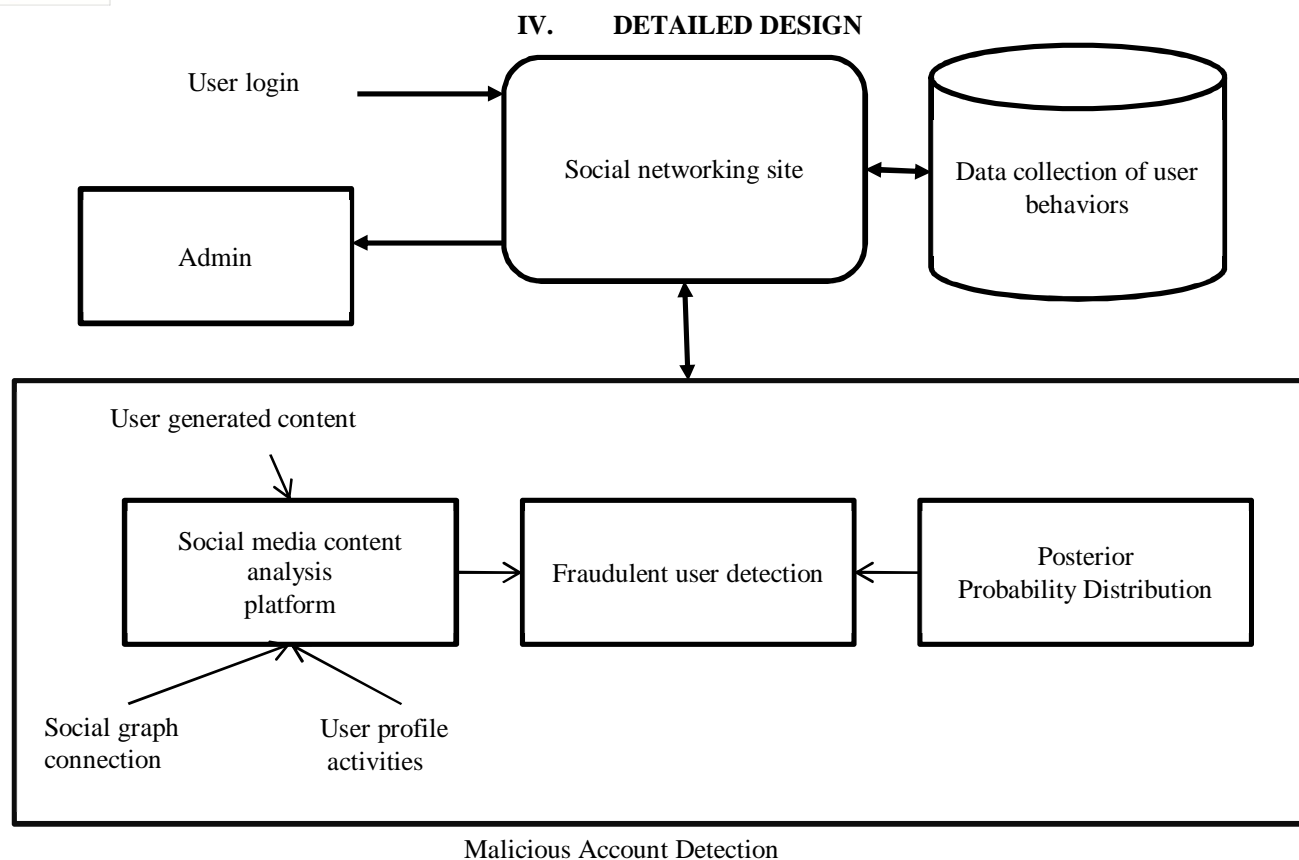 IV. DETAILED DESIGN
User login
Social networking site
Data collection of user
behaviors
Admin
User generated content
Social media content
analysis
platform
Fraudulent user detection
Posterior
Probability Distribution
Social graph
connection
User profile
activities
Malicious Account Detection